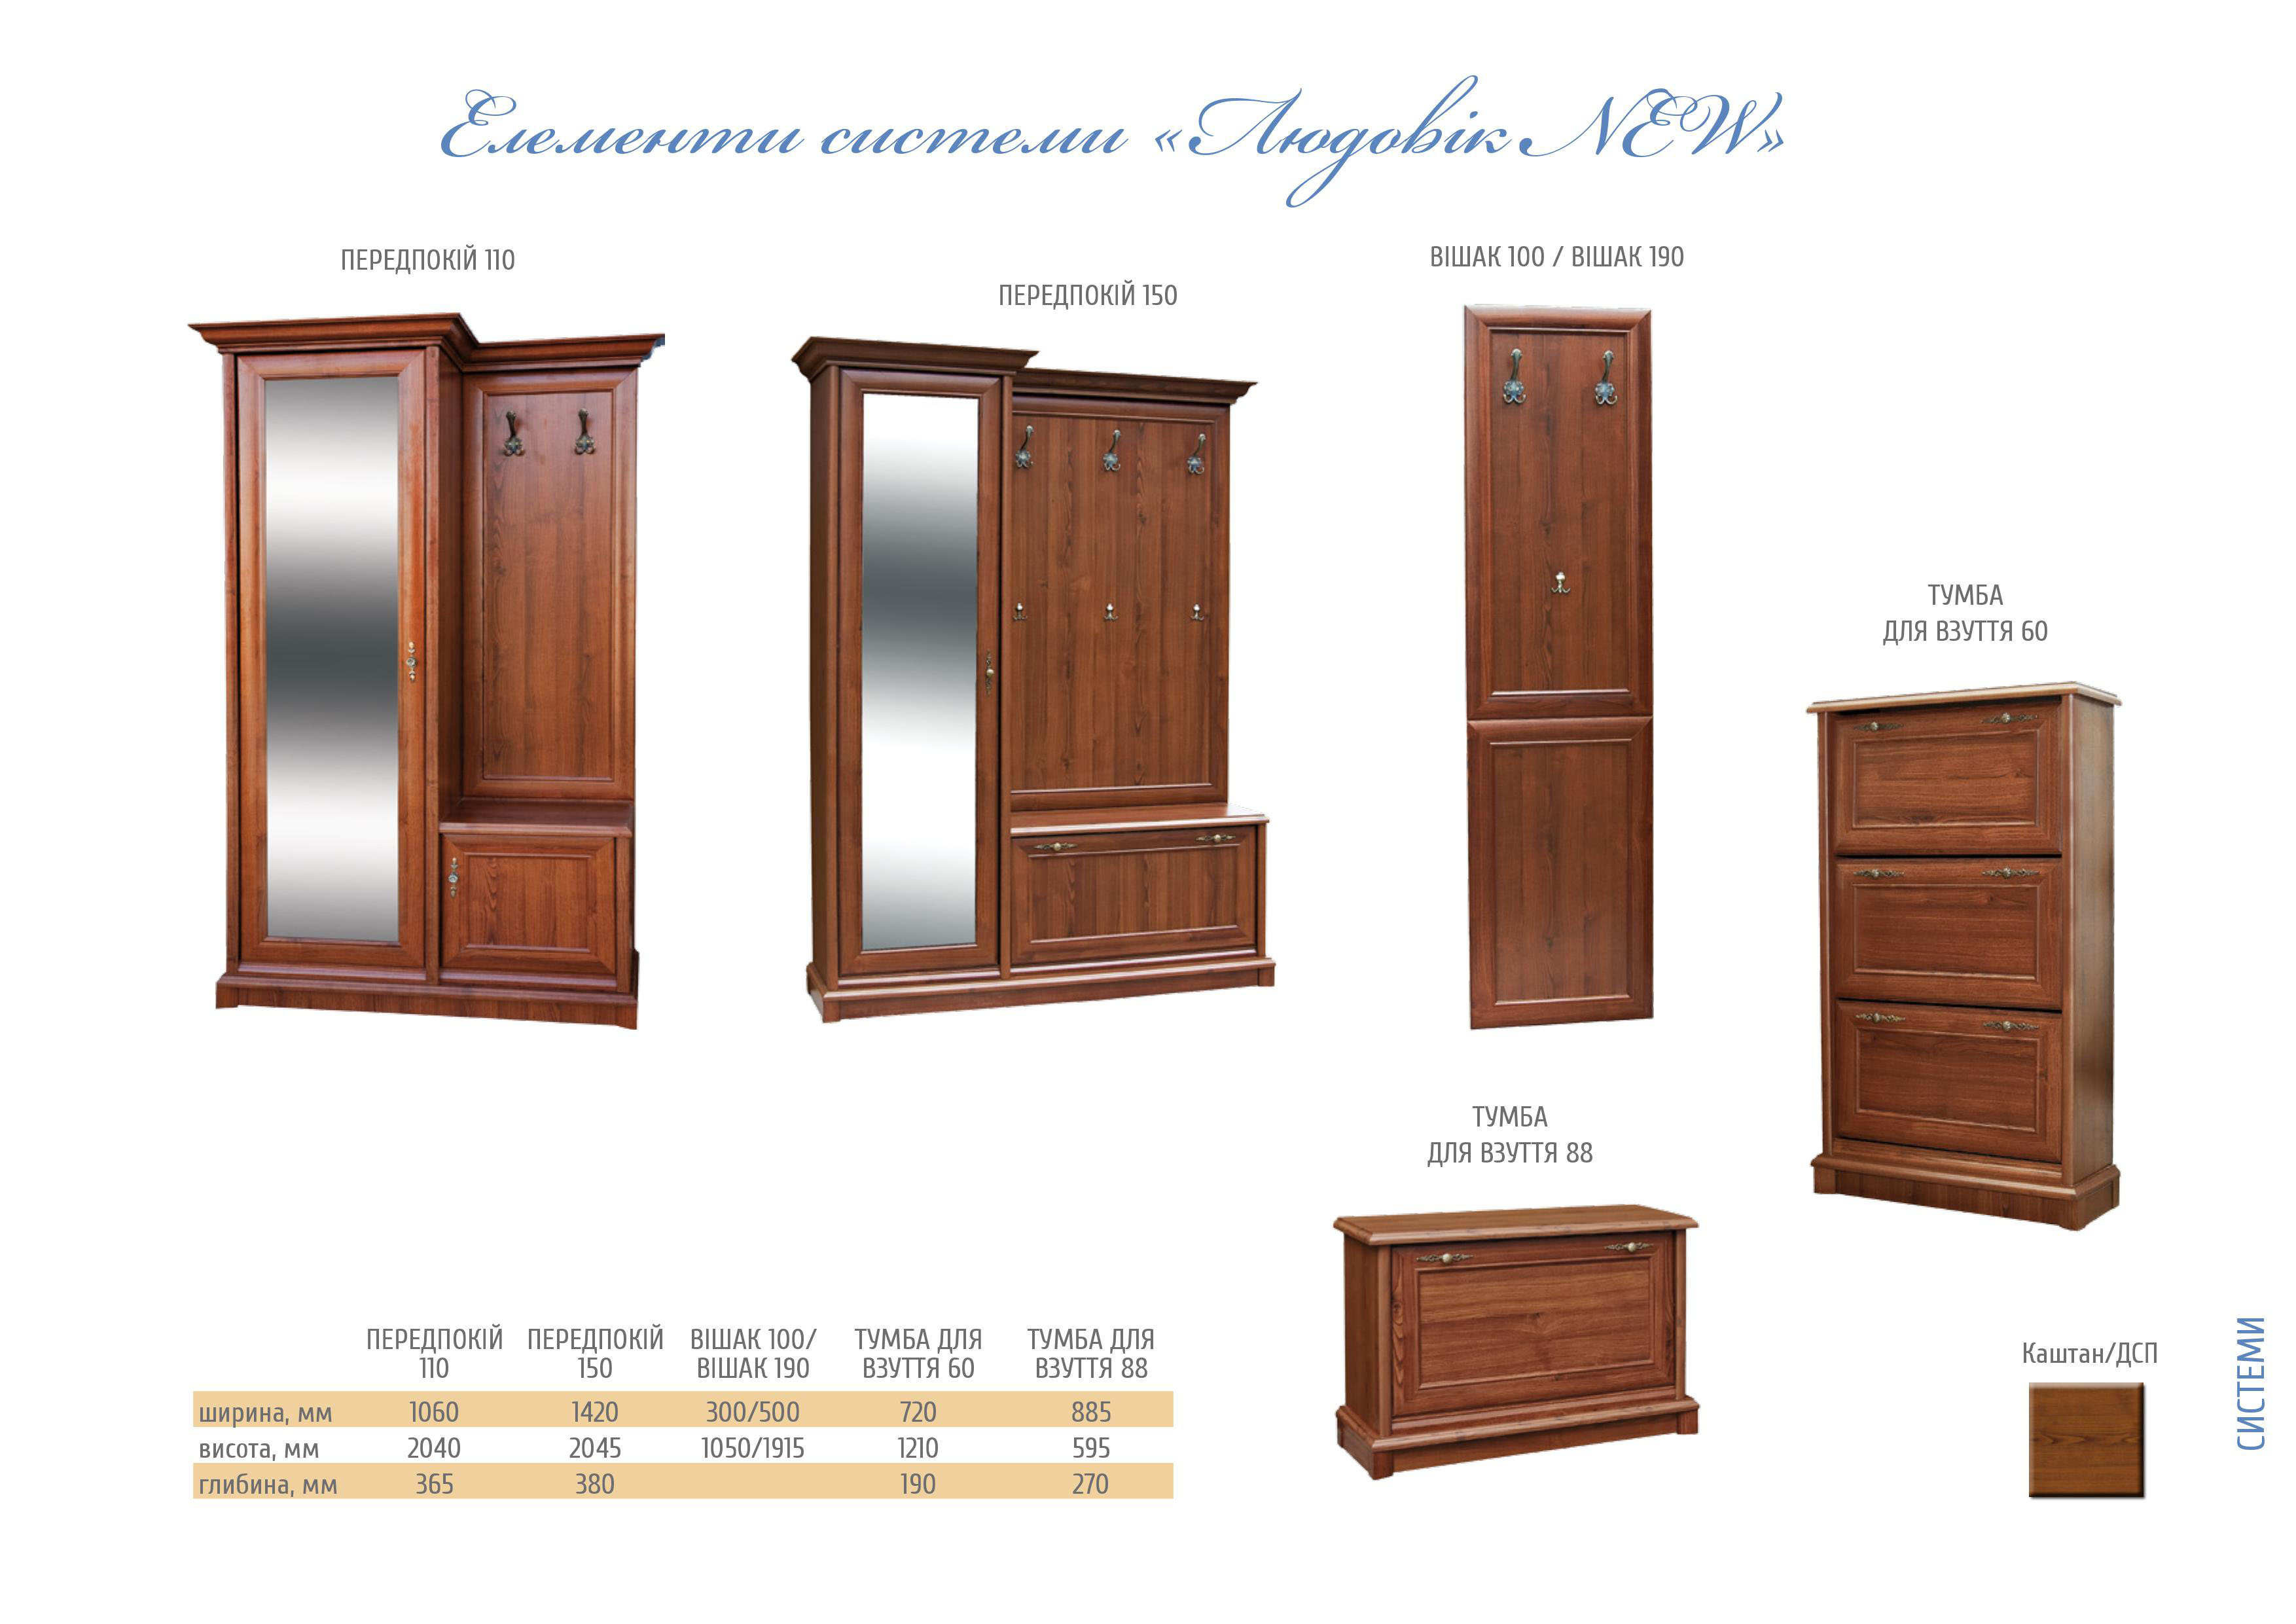 Елементи системи «Людовік NEW»
ПЕРЕДПОКІЙ 110
ПЕРЕДПОКІЙ 150
ВІШАК 100 / ВІШАК 190
ТУМБА
ДЛЯ ВЗУТТЯ 60
ТУМБА
ДЛЯ ВЗУТТЯ 88
ПЕРЕДПОКІЙ 110 ПЕРЕДПОКІЙ 150 ВІШАК 100/ ВІШАК 190 ТУМБА ДЛЯ ВЗУТТЯ 60 ТУМБА ДЛЯ ВЗУТТЯ 88
ширина, мм 1060 1420 300/500 720 885
висота, мм 2040 2045 1050/1915 1210 595
глибина, мм 365 380 190 270
Каштан/ДСП
СИСТЕМИ